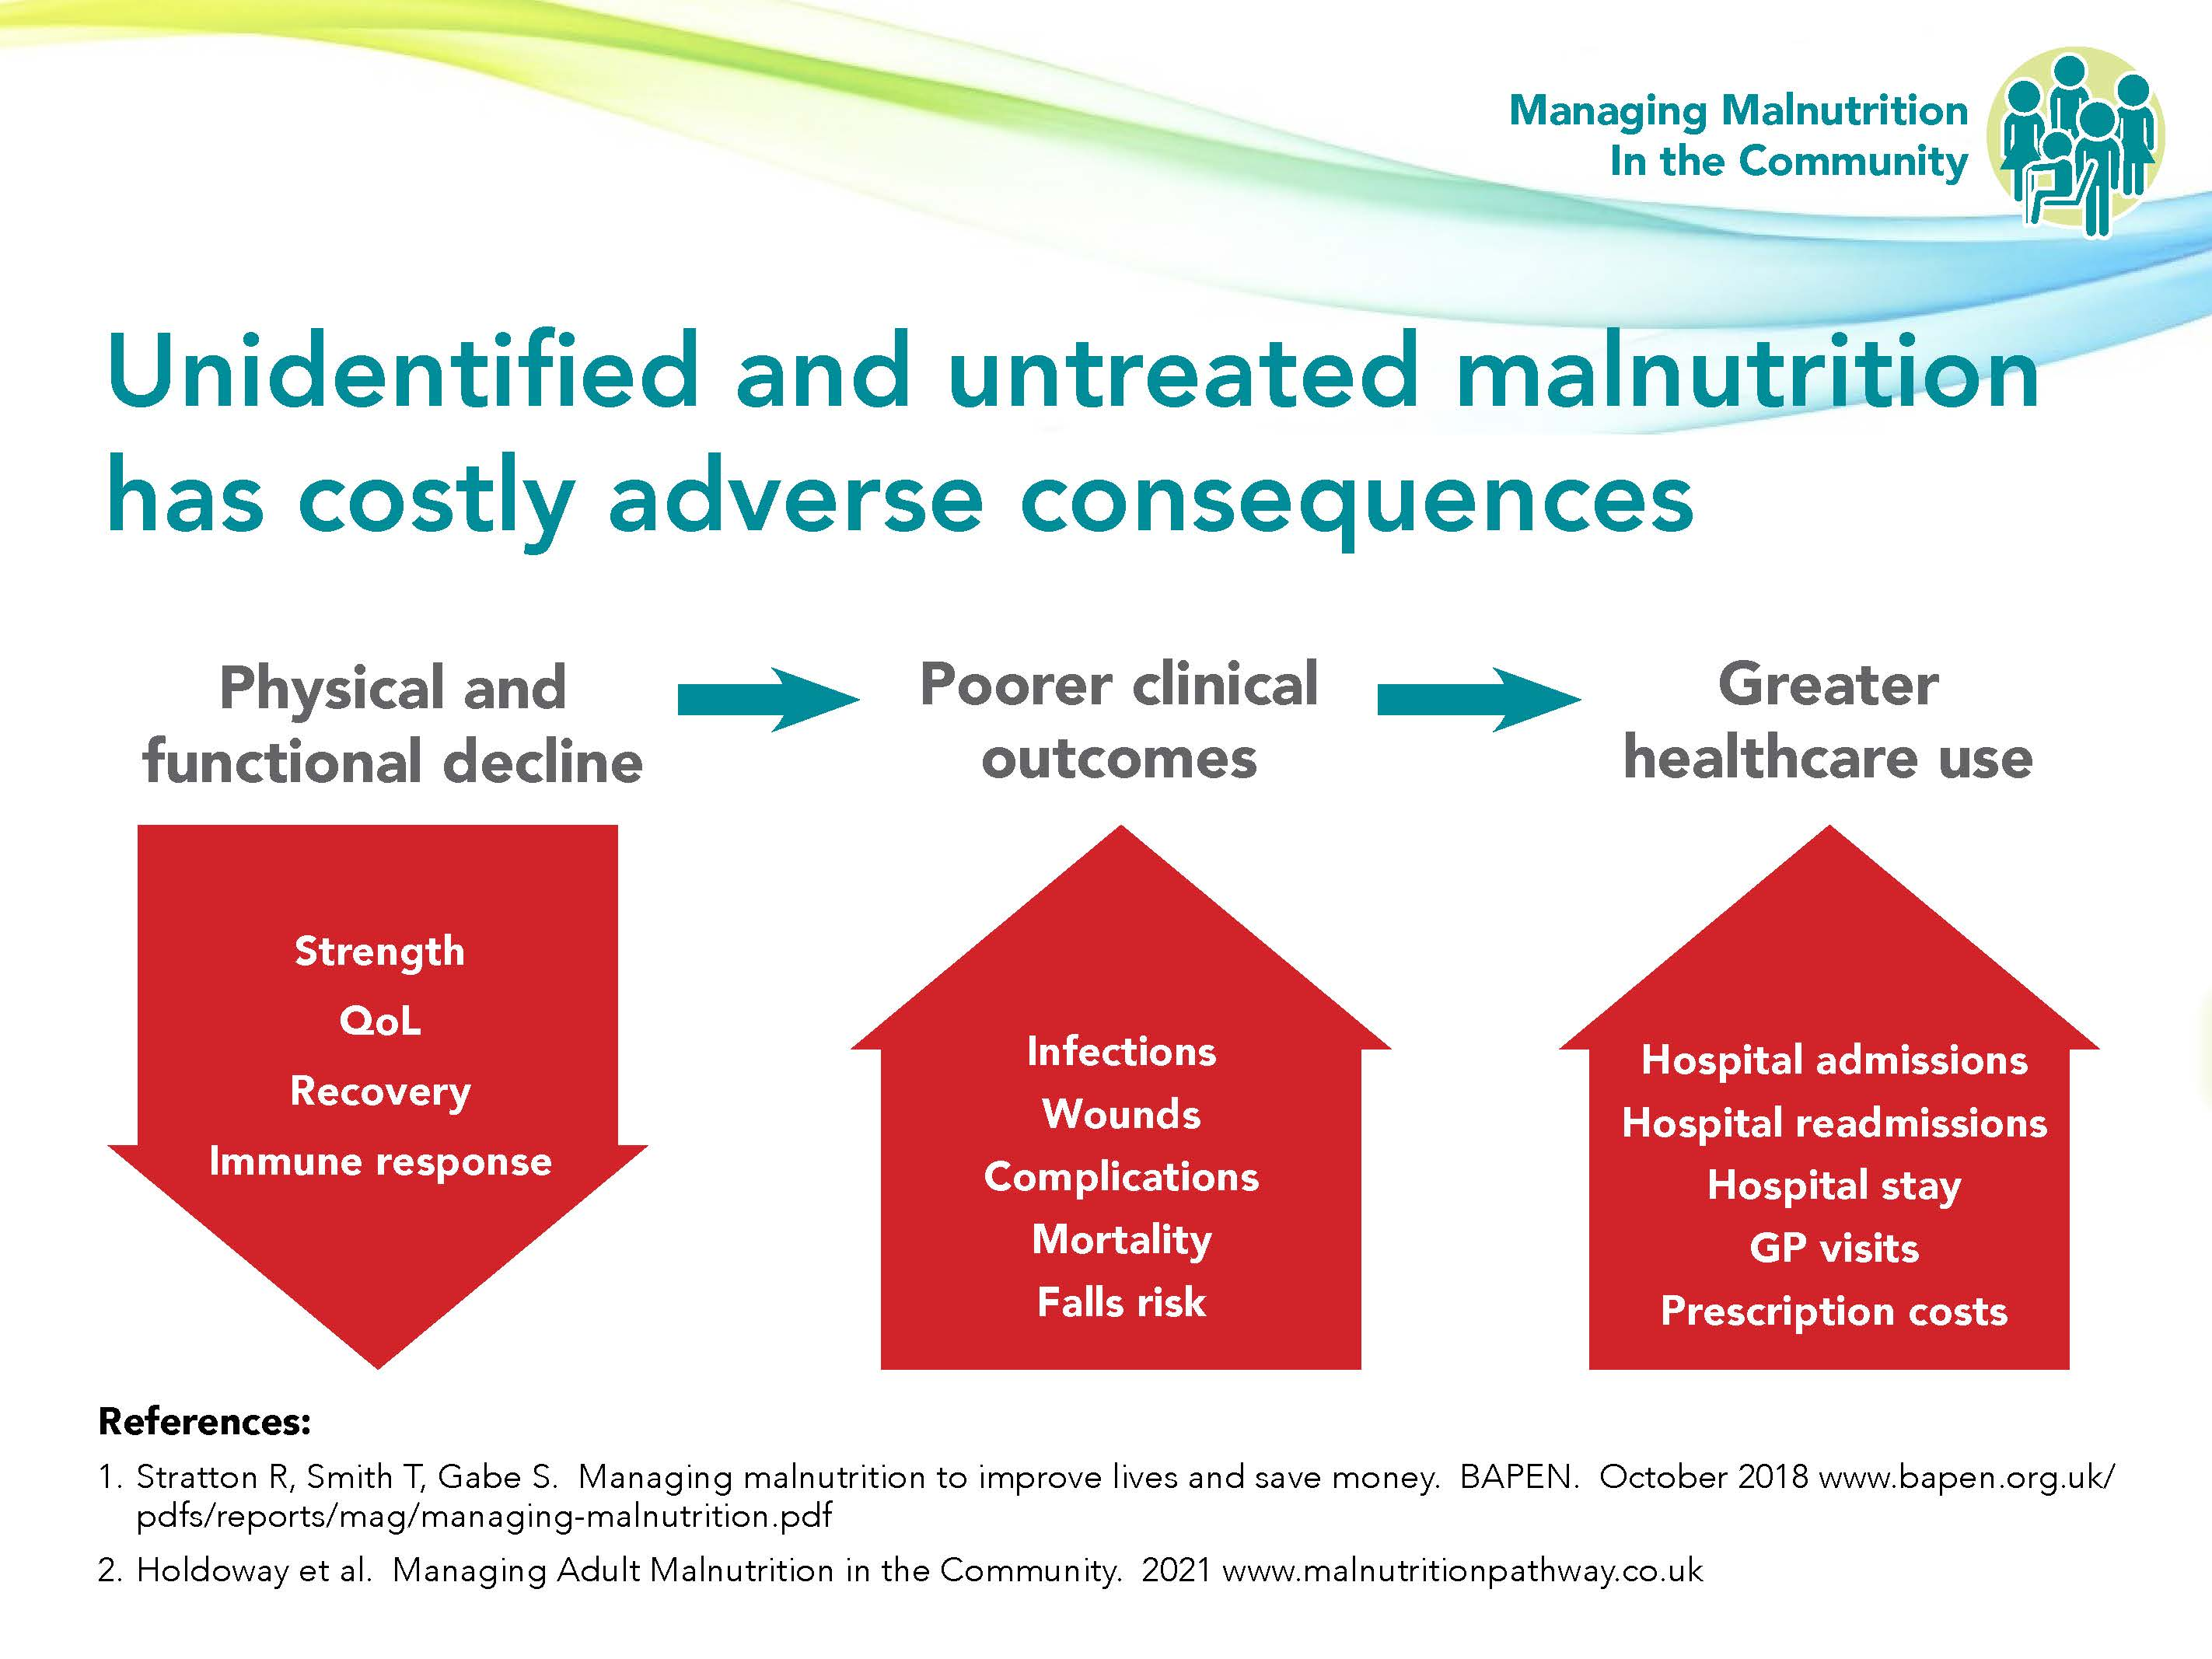 Managing Malnutrition
In the Community
Unidentified and untreated malnutrition
has costly adverse consequences
Physical and
functional decline
Poorer clinical
outcomes
Greater
healthcare use
Strength
QoL
Recovery
Immune response
Infections
Wounds
Complications
Mortality
Falls risk
Hospital admissions
Hospital readmissions
Hospital stay
GP visits
Prescription costs
References:
1. Stratton R, Smith T, Gabe S.  Managing malnutrition to improve lives and save money.  BAPEN.  October 2018 www.bapen.org.uk/
pdfs/reports/mag/managing-malnutrition.pdf
2. Holdoway et al.  Managing Adult Malnutrition in the Community.  2021 www.malnutritionpathway.co.uk